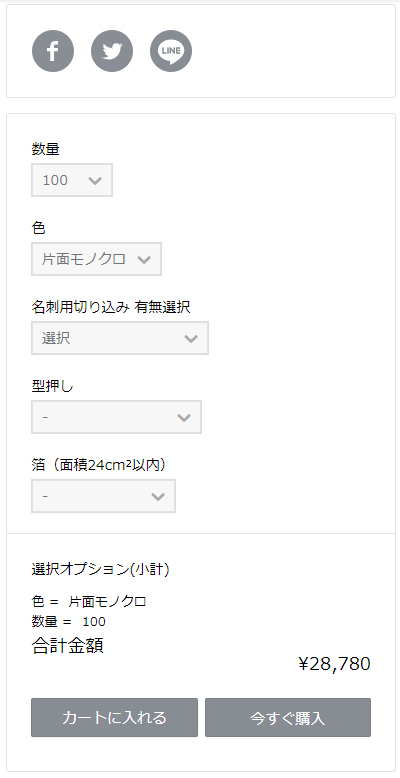 LINE
数量
100
色
片面モノクロ
名刺用切り込み 有無選択
選択
型押し
-
箔（面積24cm²以内）
-
選択オプション(小計)
色 = 片面モノクロ
数量 = 100
合計金額
¥28,780
カートに入れる
今すぐ購入